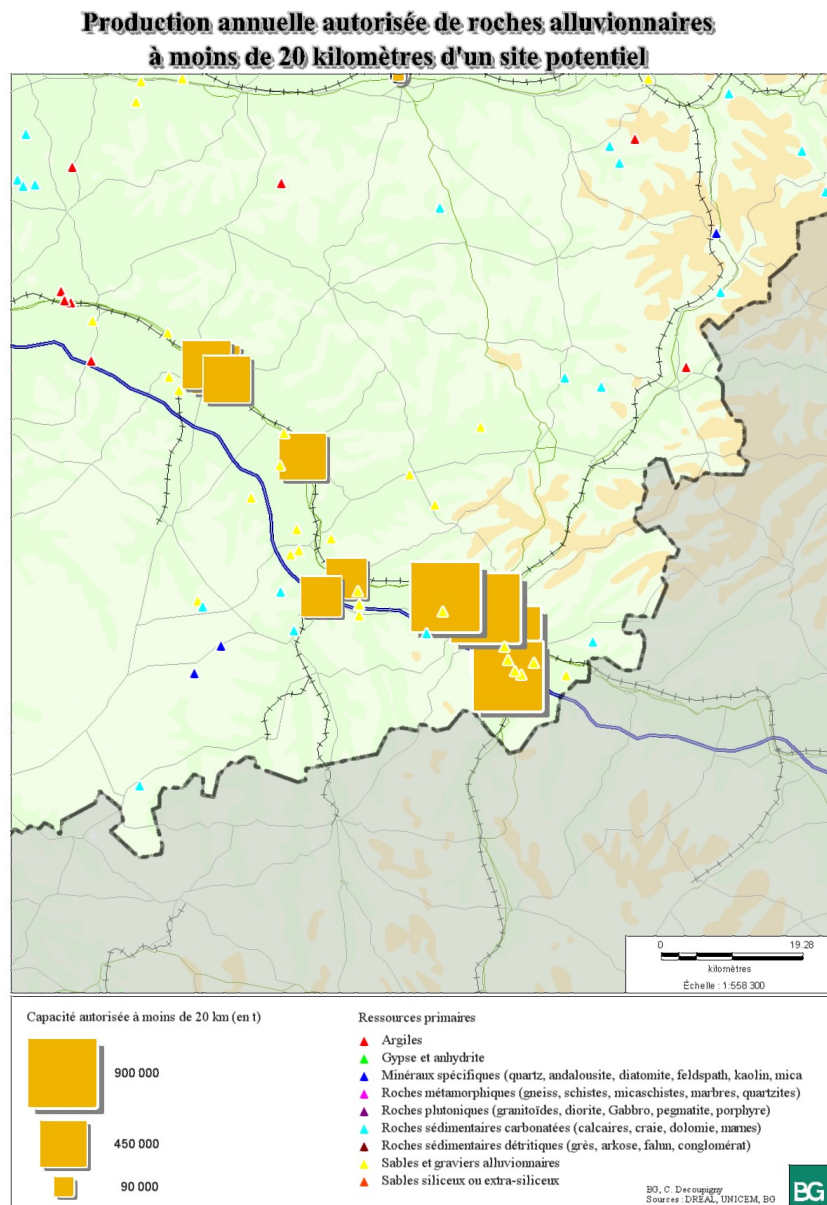 Production annuelle autorisée de roches alluvionnaires
à moins de 20 kilomètres d'un site potentiel
0 19.28
kilomètres
Échelle : 1:558 300
Capacité autorisée à moins de 20 km (en t)
900 000
450 000
90 000
Ressources primaires
Argiles
Gypse et anhydrite
Minéraux spécifiques (quartz, andalousite, diatomite, feldspath, kaolin, mica
Roches métamorphiques (gneiss, schistes, micaschistes, marbres, quartzites)
Roches plutoniques (granitoïdes, diorite, Gabbro, pegmatite, porphyre)
Roches sédimentaires carbonatées (calcaires, craie, dolomie, marnes)
Roches sédimentaires détritiques (grès, arkose, falun, conglomérat)
Sables et graviers alluvionnaires
Sables siliceux ou extra-siliceux
BG, C. Decoupigny
Sources : DREAL, UNICEM, BG
BG